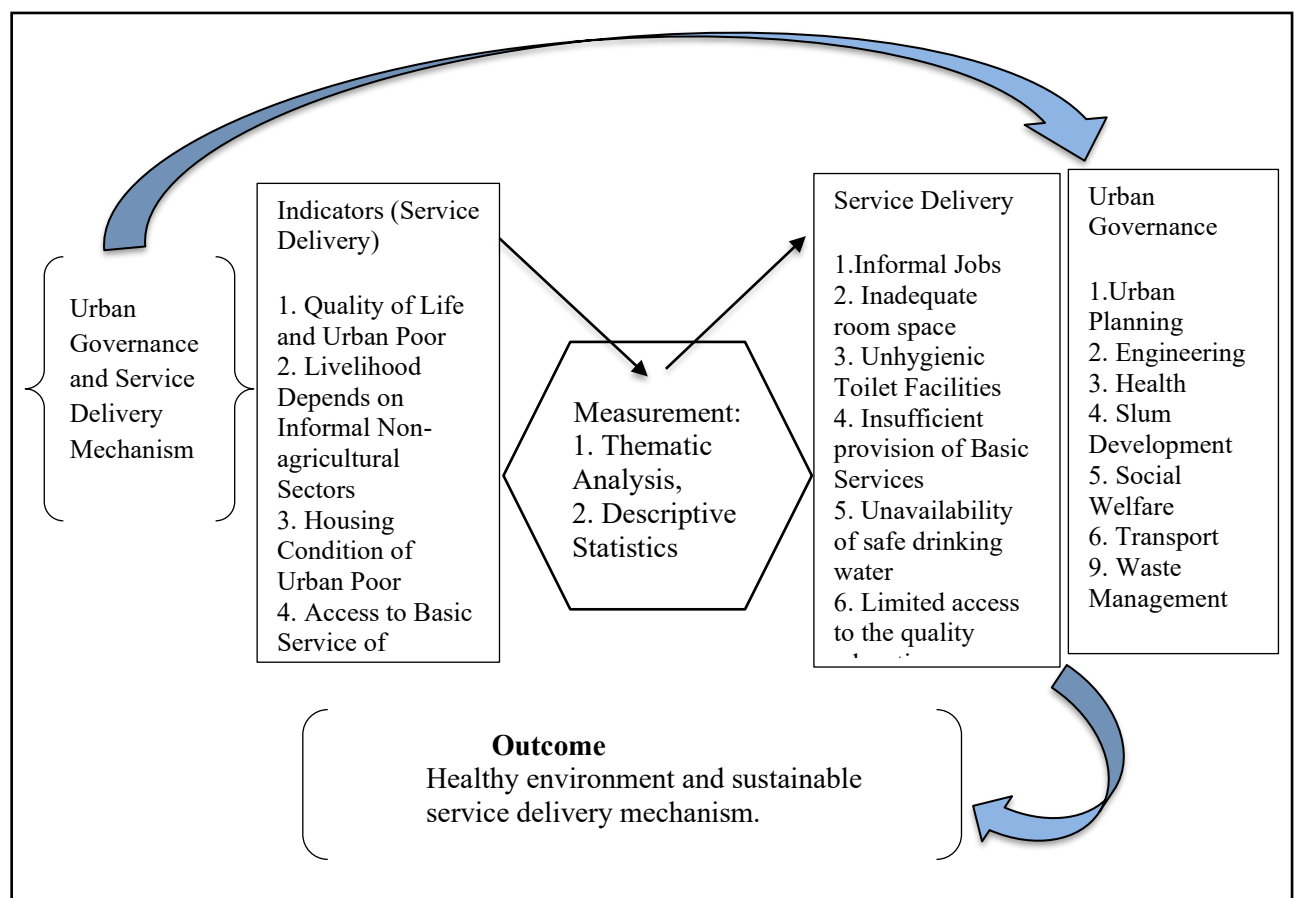 Urban
Governance
and Service
Delivery
Mechanism
Indicators (Service
Delivery)
1. Quality of Life
and Urban Poor
2. Livelihood
Depends on
Informal Non-
agricultural
Sectors
3. Housing
Condition of
Urban Poor
4. Access to Basic
Service of
Measurement:
1. Thematic
Analysis,
2. Descriptive
Statistics
Service Delivery
1.Informal Jobs
2. Inadequate
room space
3. Unhygienic
Toilet Facilities
4. Insufficient
provision of Basic
Services
5. Unavailability
of safe drinking
water
6. Limited access
to the quality
Urban
Governance
1.Urban
Planning
2. Engineering
3. Health
4. Slum
Development
5. Social
Welfare
6. Transport
9. Waste
Management
Outcome
Healthy environment and sustainable
service delivery mechanism.